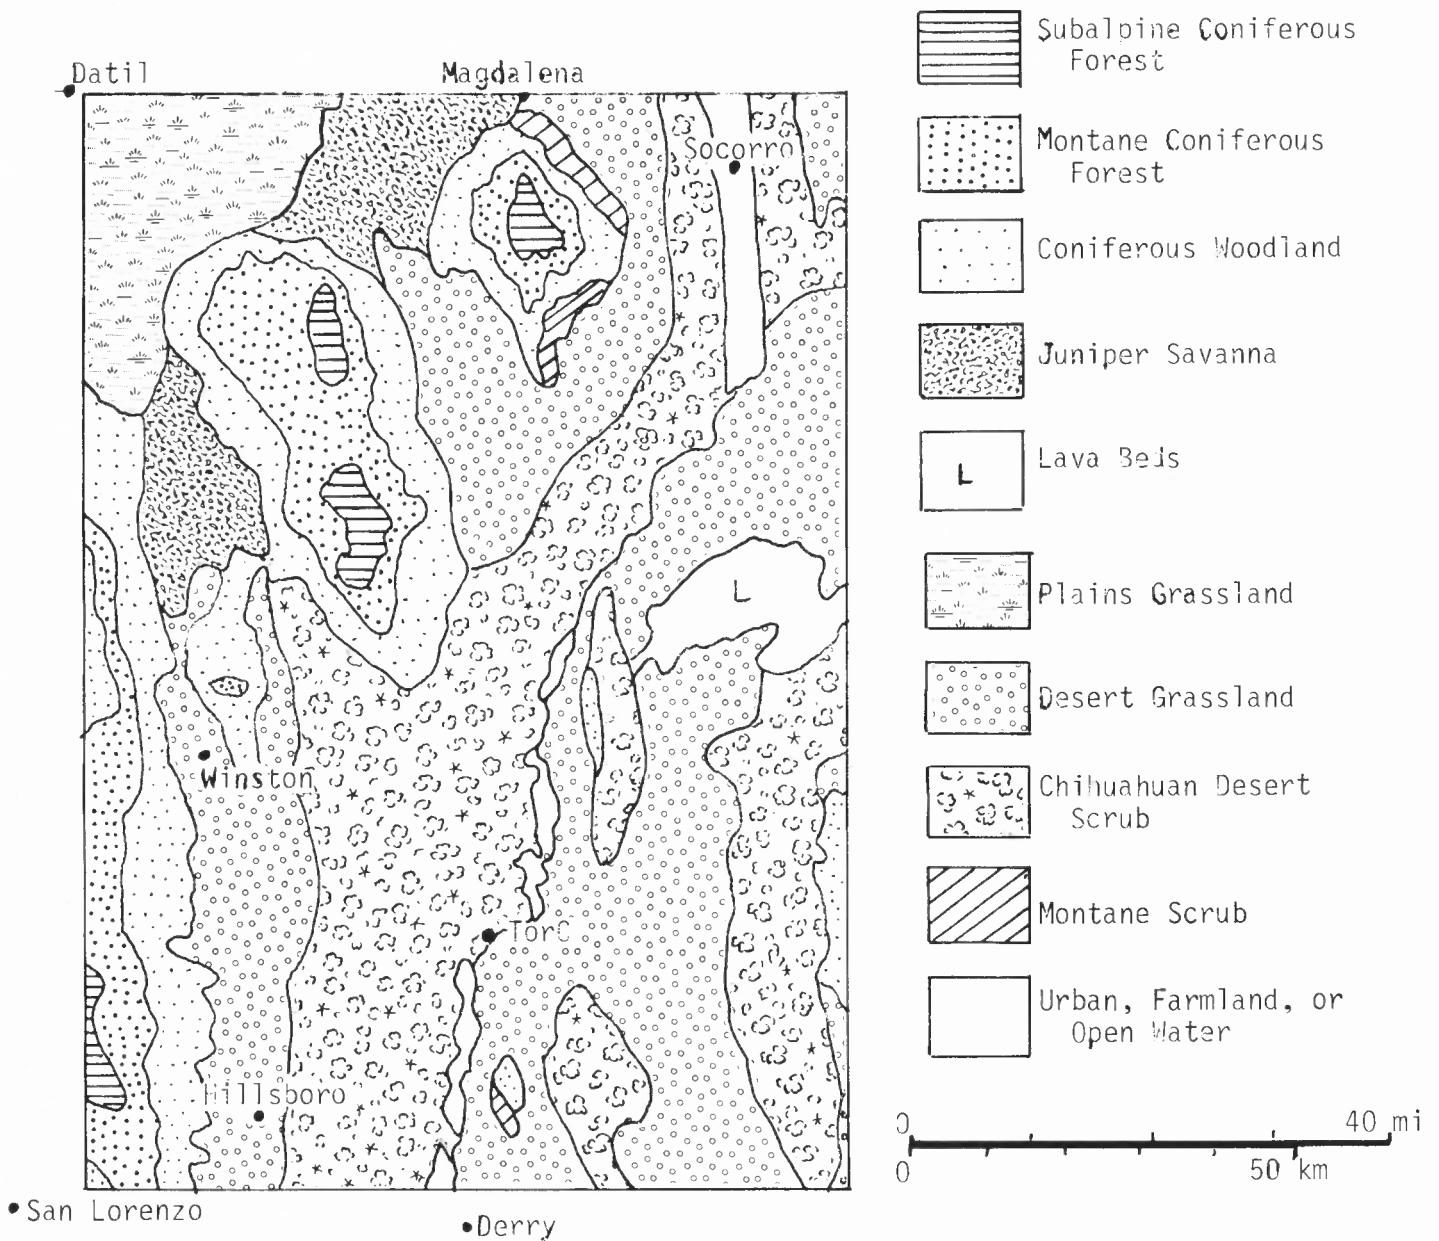 Datil
Magdalena
Socorro
L
Winston
TorC
Hillsboro
San Lorenzo
Derry
Subalpine Coniferous
Forest
Montane Coniferous
Forest
Coniferous Woodland
Juniper Savanna
L
Lava Beds
Plains Grassland
Desert Grassland
Chihuahuan Desert
Scrub
Montane Scrub
Urban, Farmland, or
Open Water
0 40 mi
0 50 km